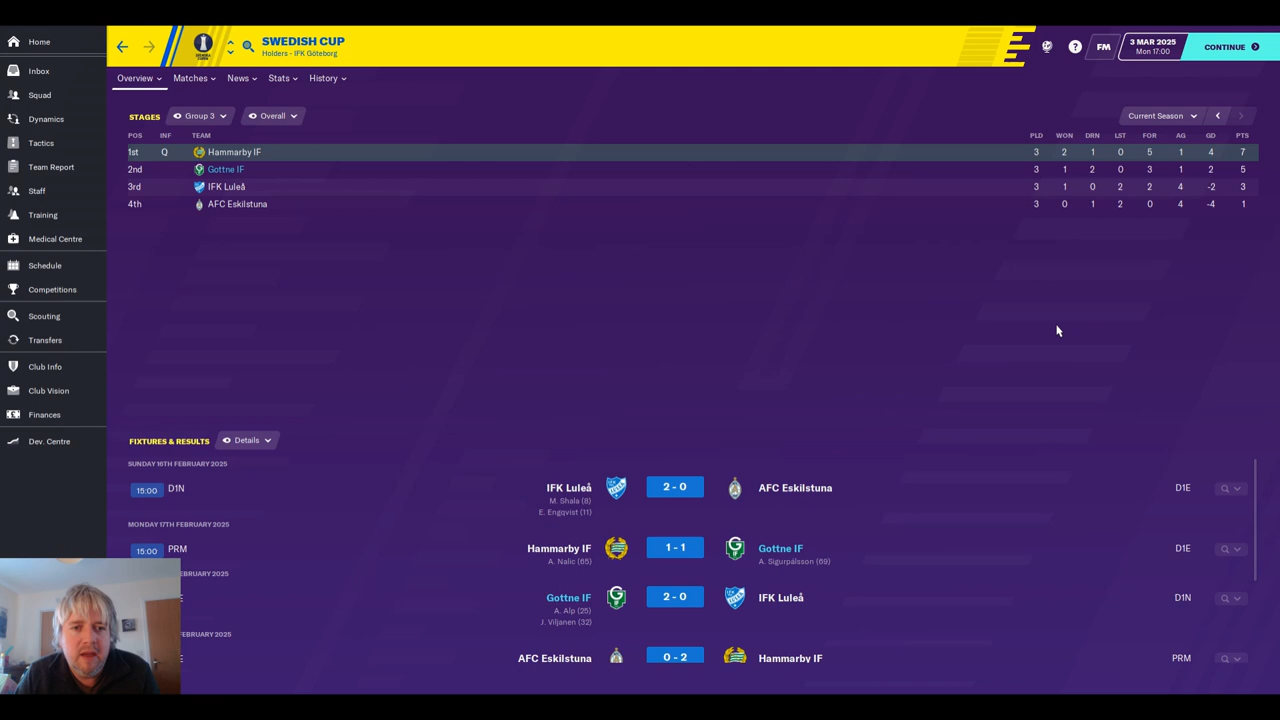 Home
Inbox
Squad
Dynamics
Tactics
Team Report
Staff
Training
Medical Centre
Schedule
Competitions
Scouting
Transfers
Club Info
Club Vision
Finances
Dev. Centre
SWEDISH CUP
Holders - IFK Göteborg
? FM 3 MAR 2025 CONTINUE
Mon 17:00
Overview Matches News Stats History
STAGES Group 3 Overall Current Season
POS INF TEAM PLD WON DRN LST FOR AG GD PTS
1st Q Hammarby IF 3 2 1 0 5 1 4 7
2nd Gottne IF 3 1 2 0 3 1 2 5
3rd IFK Luleå 3 1 0 2 2 4 -2 3
4th AFC Eskilstuna 3 0 1 2 0 4 -4 1
FIXTURES & RESULTS Details
SUNDAY 16TH FEBRUARY 2025
15:00 D1N IFK Luleå 2 - 0 AFC Eskilstuna D1E
M. Shala (8)
E. Engqvist (11)
MONDAY 17TH FEBRUARY 2025
15:00 PRM Hammarby IF 1 - 1 Gottne IF D1E
A. Nalic (65) A. Sigurpálsson (69)
2025
Gottne IF 2 - 0 IFK Luleå D1N
A. Alp (25)
J. Viljanen (32)
2025
AFC Eskilstuna 0 - 2 Hammarby IF PRM